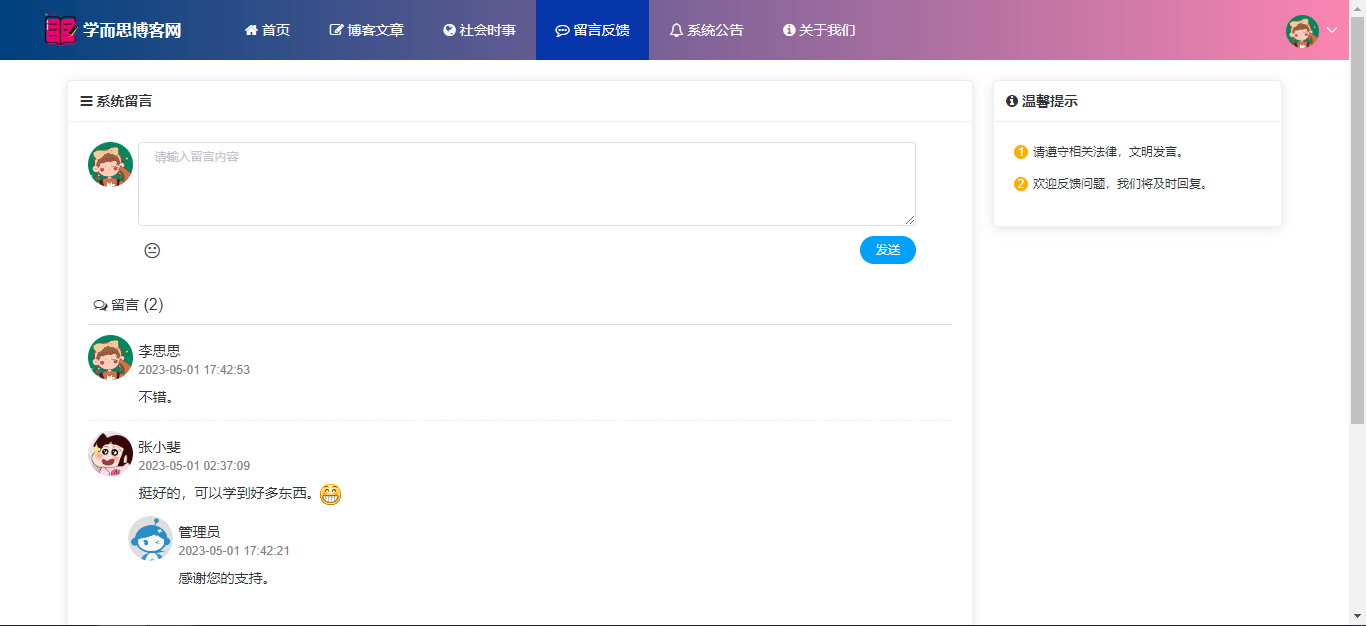 学而思博客网 首页 博客文章 社会时事 留言反馈 系统公告 关于我们
系统留言
请输入留言内容
发送
留言 (2)
李思思
2023-05-01 17:42:53
不错。
张小斐
2023-05-01 02:37:09
挺好的，可以学到好多东西。
管理员
2023-05-01 17:42:21
感谢您的支持。
温馨提示
1 请遵守相关法律，文明发言。
2 欢迎反馈问题，我们将及时回复。